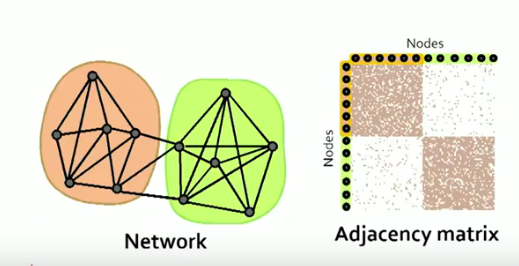 Nodes
Nodes
Network
Adjacency matrix